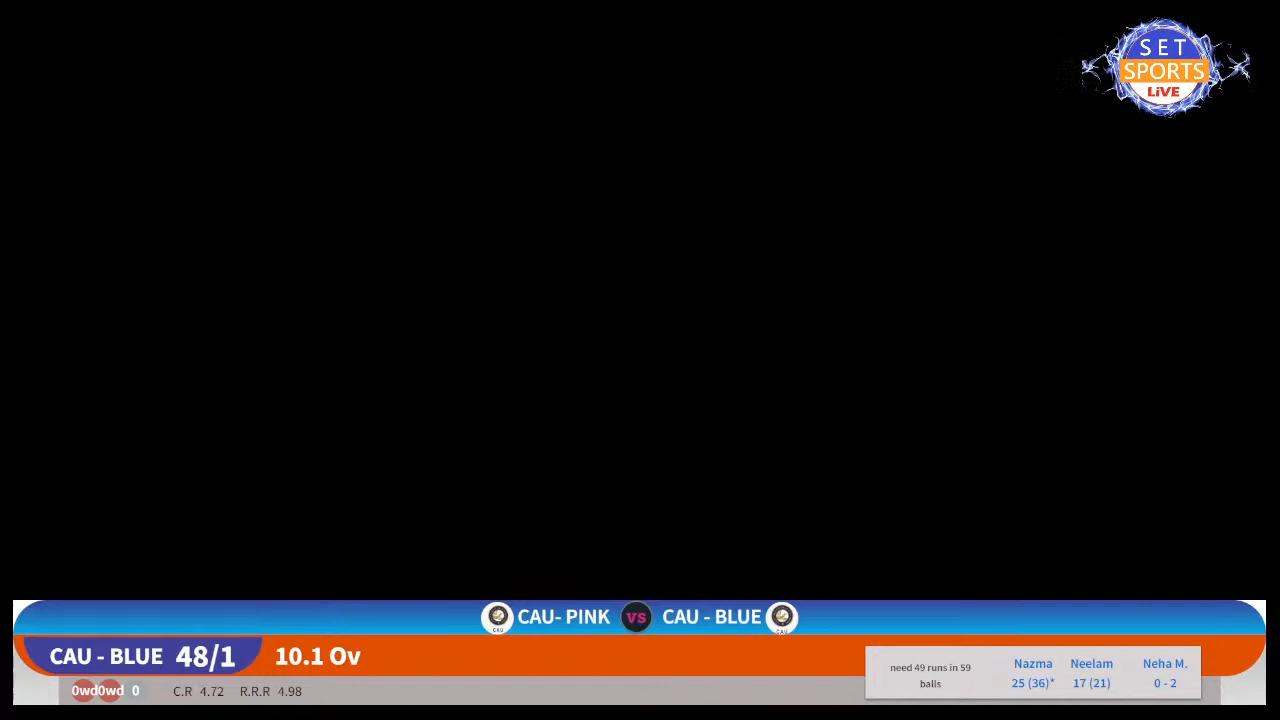 SET
SPORTS
LiVE
CAU- PINK VS CAU - BLUE
CAU - BLUE 48/1 10.1 Ov
need 49 runs in 59
balls
Nazma Neelam Neha M.
25 (36)* 17 (21) 0 - 2
0wd0wd 0 C.R 4.72 R.R.R 4.98